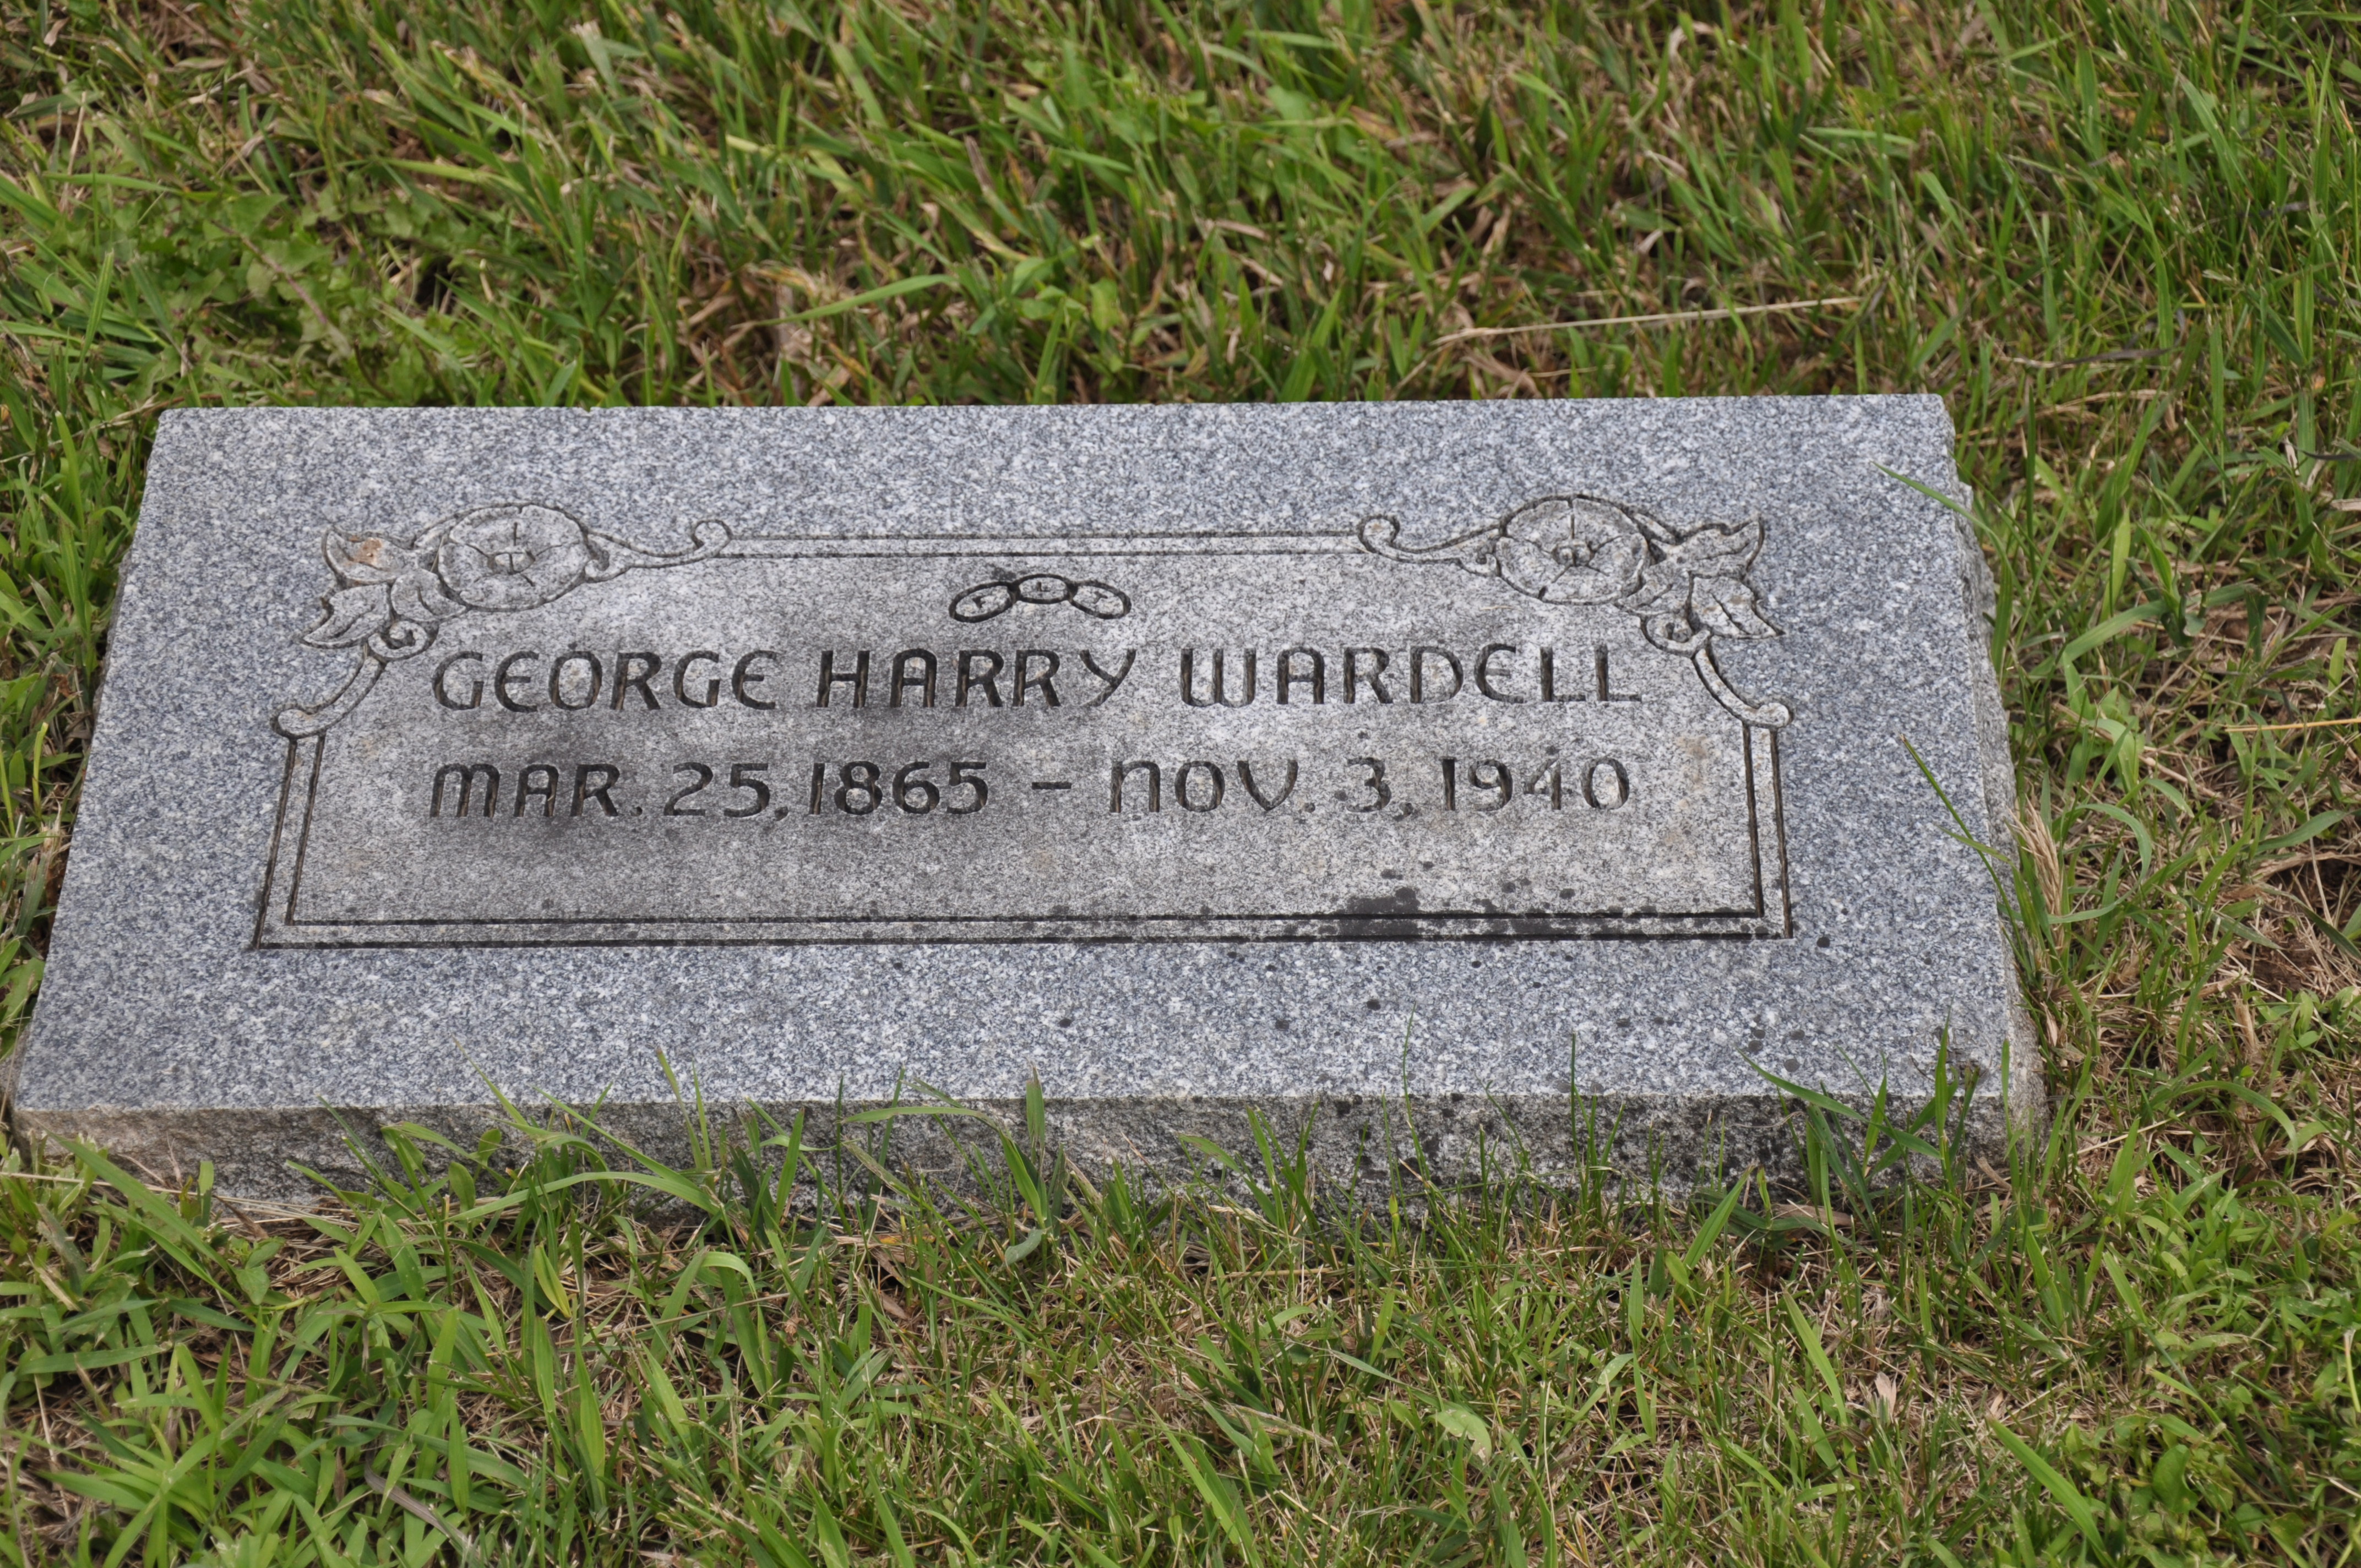 F L T
GEORGE HARRY WARDELL
MAR. 25, 1865 - NOV. 3, 1940